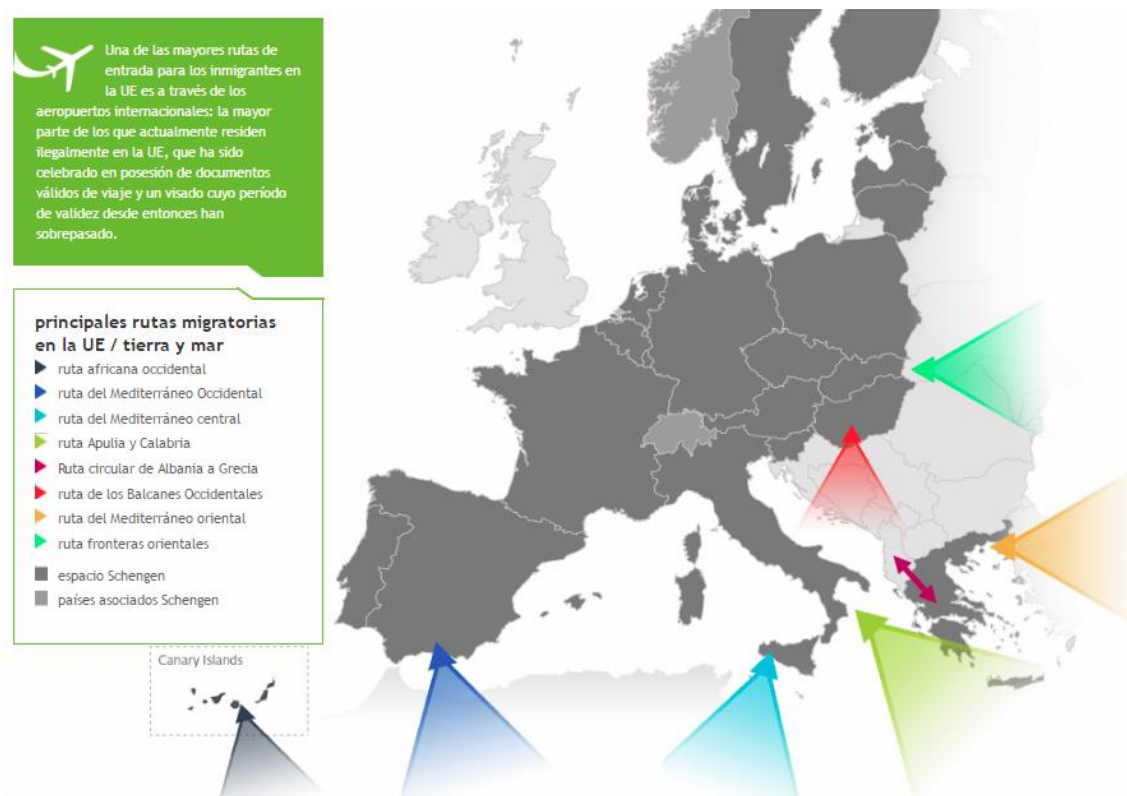 Una de las mayores rutas de
entrada para los inmigrantes en
la UE es a través de los
aeropuertos internacionales: la mayor
parte de los que actualmente residen
ilegalmente en la UE, que ha sido
celebrado en posesión de documentos
válidos de viaje y un visado cuyo período
de validez desde entonces han
sobrepasado.
principales rutas migratorias
en la UE / tierra y mar
ruta africana occidental
ruta del Mediterráneo Occidental
ruta del Mediterráneo central
ruta Apulia y Calabria
Ruta circular de Albania a Grecia
ruta de los Balcanes Occidentales
ruta del Mediterráneo oriental
ruta fronteras orientales
espacio Schengen
países asociados Schengen
Canary Islands